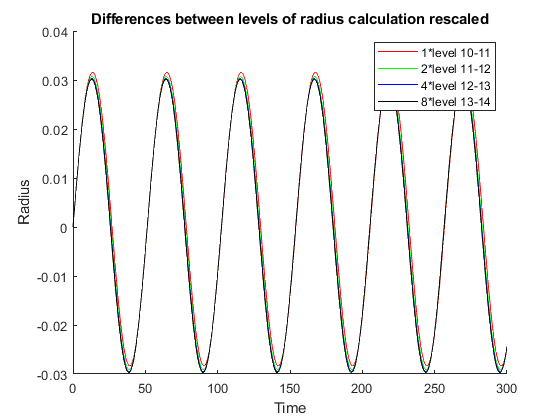 Differences between levels of radius calculation rescaled
0.04
0.03
0.02
0.01
0
-0.01
-0.02
-0.03
Radius
1*level 10-11
2*level 11-12
4*level 12-13
8*level 13-14
0 50 100 150 200 250 300
Time